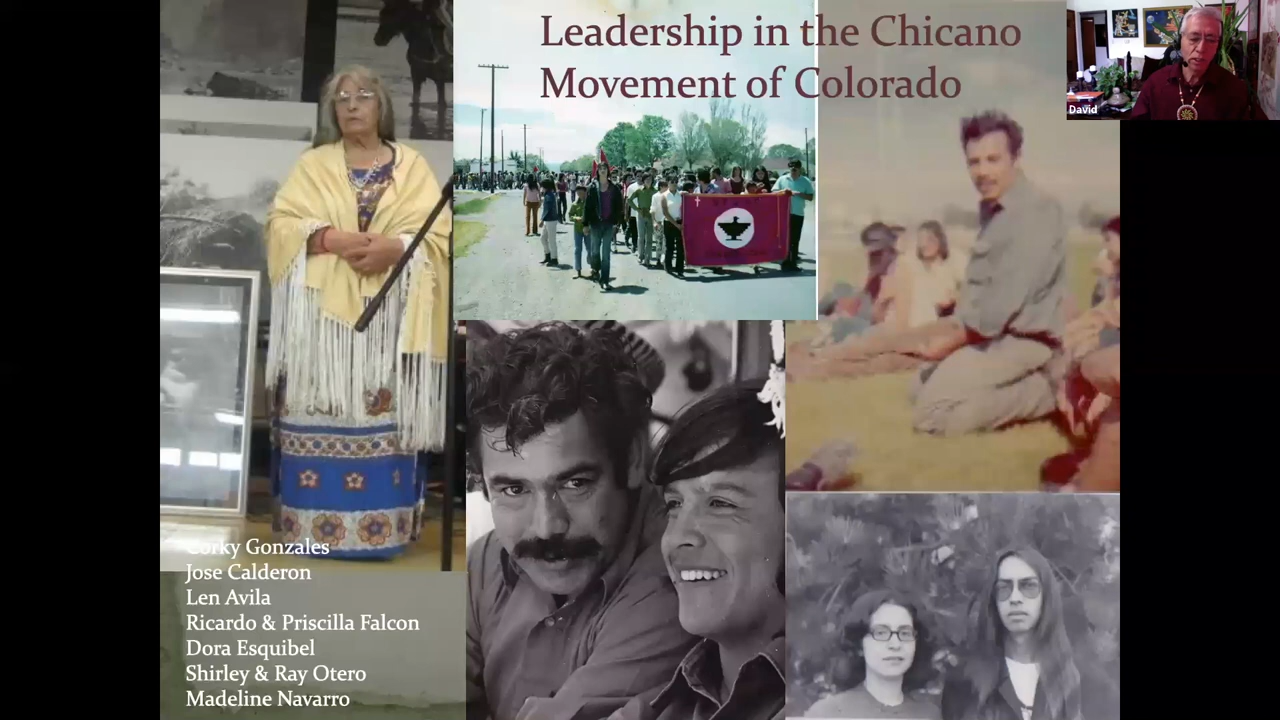 Leadership in the Chicano
Movement of Colorado
David
Corky Gonzales
Jose Calderon
Len Avila
Ricardo & Priscilla Falcon
Dora Esquibel
Shirley & Ray Otero
Madeline Navarro